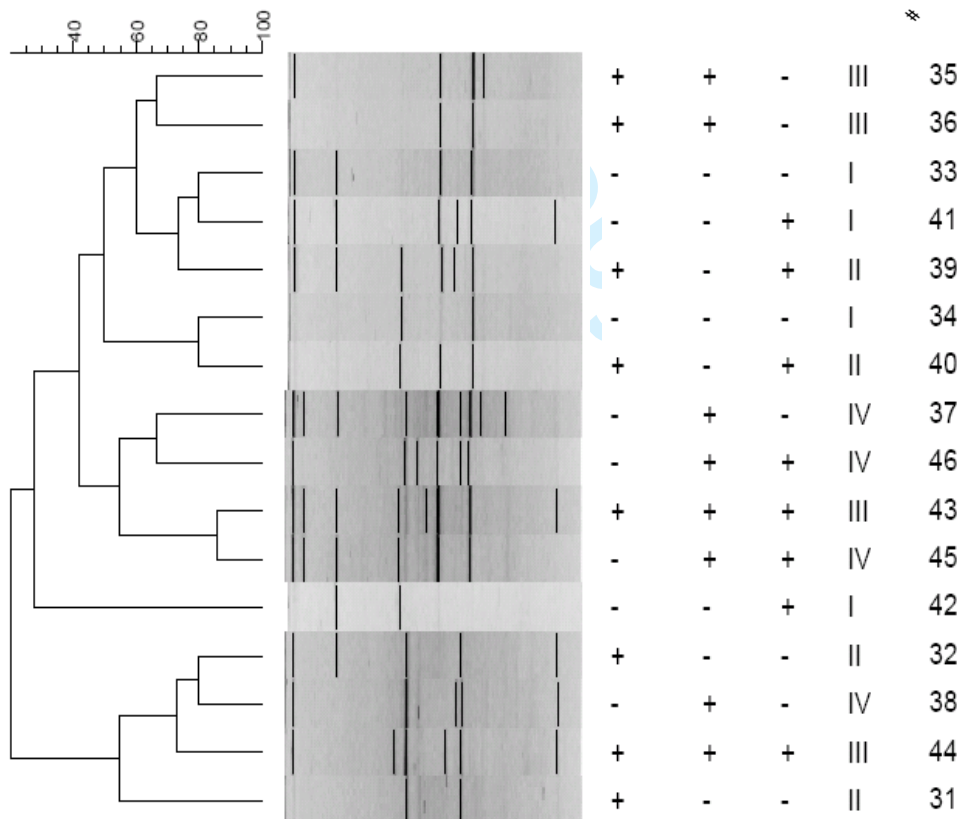 #
40 60 80 100
+ + - III 35
+ + - III 36
- - - I 33
- - + I 41
+ - + II 39
- - - I 34
+ - + II 40
- + - IV 37
- + + IV 46
+ + + III 43
- + + IV 45
- - + I 42
+ - - II 32
- + - IV 38
+ + + III 44
+ - - II 31